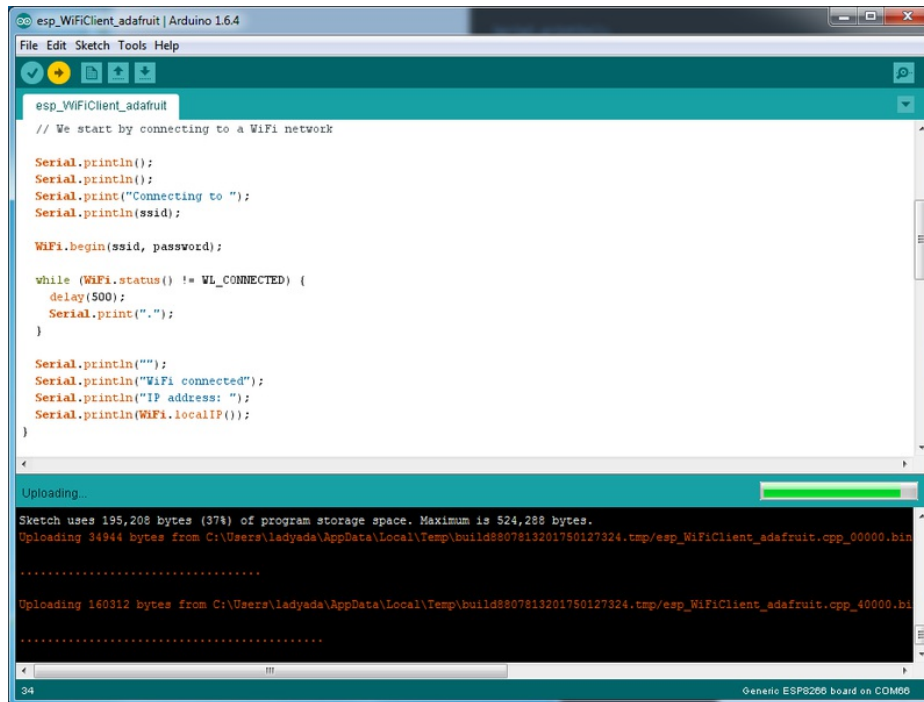 esp_WiFiClient_adafruit | Arduino 1.6.4
File Edit Sketch Tools Help
esp_WiFiClient_adafruit
// We start by connecting to a WiFi network
Serial.println();
Serial.println();
Serial.print("Connecting to ");
Serial.println(ssid);
WiFi.begin(ssid, password);
while (WiFi.status() != WL_CONNECTED) {
delay(500);
Serial.print(".");
}
Serial.println("");
Serial.println("WiFi connected");
Serial.println("IP address: ");
Serial.println(WiFi.localIP());
}
Uploading...
Sketch uses 195,208 bytes (37%) of program storage space. Maximum is 524,288 bytes.
Uploading 34944 bytes from C:\Users\ladyada\AppData\Local\Temp\build8807813201750127324.tmp/esp_WiFiClient_adafruit.cpp_00000.bin
...................................
Uploading 160312 bytes from C:\Users\ladyada\AppData\Local\Temp\build8807813201750127324.tmp/esp_WiFiClient_adafruit.cpp_40000.bi
............................................
34
Generic ESP8266 board on COM66